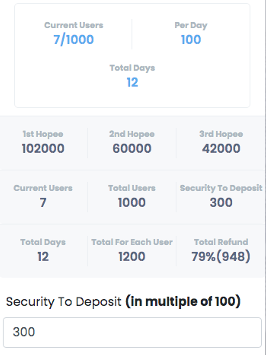 Current Users Per Day
7/1000 100
Total Days
12
1st Hopee 2nd Hopee 3rd Hopee
102000 60000 42000
Current Users Total Users Security To Deposit
7 1000 300
Total Days Total For Each User Total Refund
12 1200 79%(948)
Security To Deposit (in multiple of 100)
300